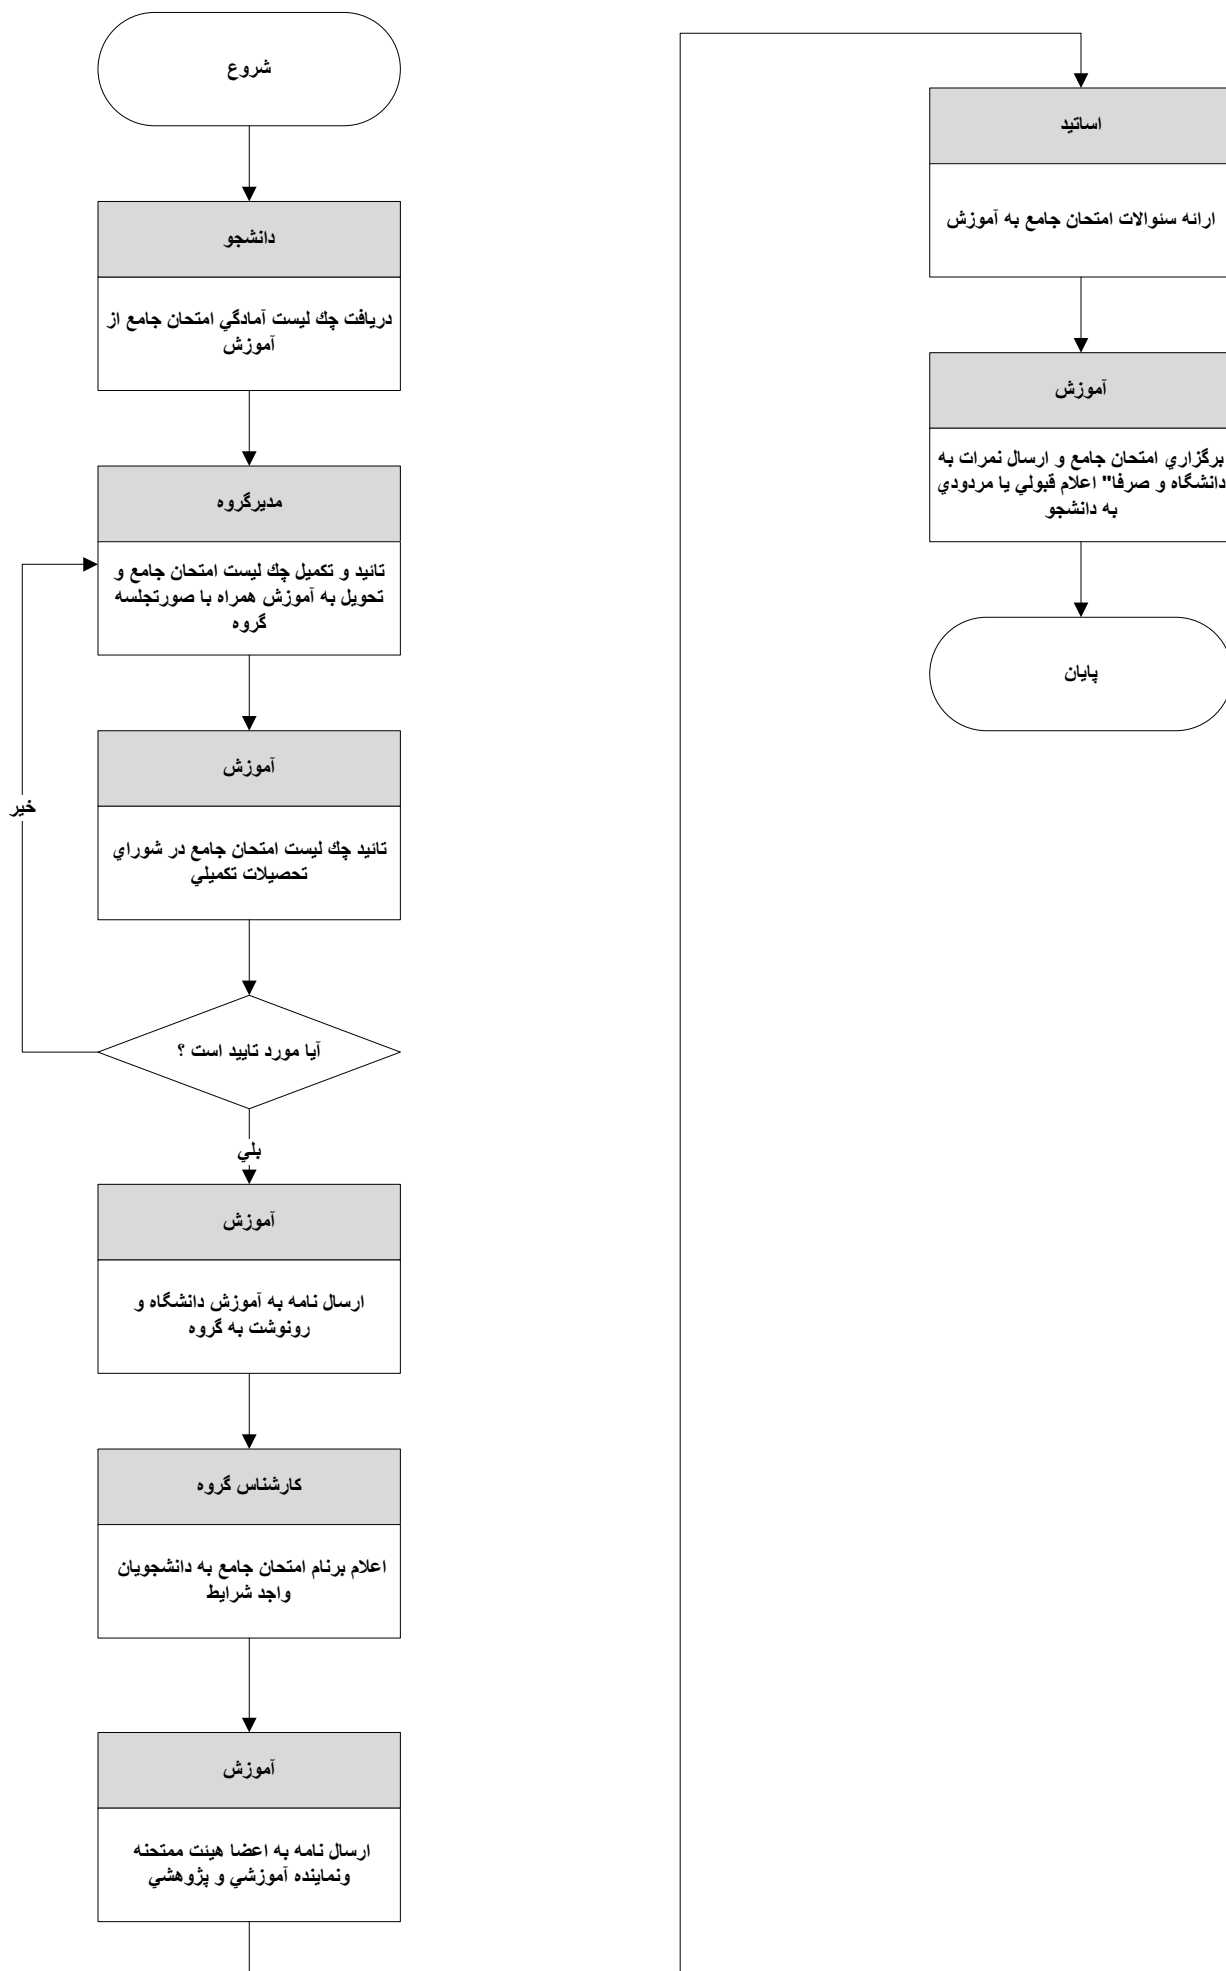 شروع
دانشجو
دريافت چك ليست آمادگي امتحان جامع از
آموزش
مديرگروه
تائيد و تكميل چك ليست امتحان جامع و
تحويل به آموزش همراه با صورتجلسه
گروه
آموزش
تائيد چك ليست امتحان جامع در شوراي
تحصيلات تكميلي
آيا مورد تاييد است ؟
خير
بلي
آموزش
ارسال نامه به آموزش دانشگاه و
رونوشت به گروه
كارشناس گروه
اعلام برنام امتحان جامع به دانشجويان
واجد شرايط
آموزش
ارسال نامه به اعضا هيئت ممتحنه
ونماينده آموزشي و پژوهشي
اساتيد
ارائه سئوالات امتحان جامع به آموزش
آموزش
برگزاري امتحان جامع و ارسال نمرات به
دانشگاه و صرفا" اعلام قبولي يا مردودي
به دانشجو
پايان